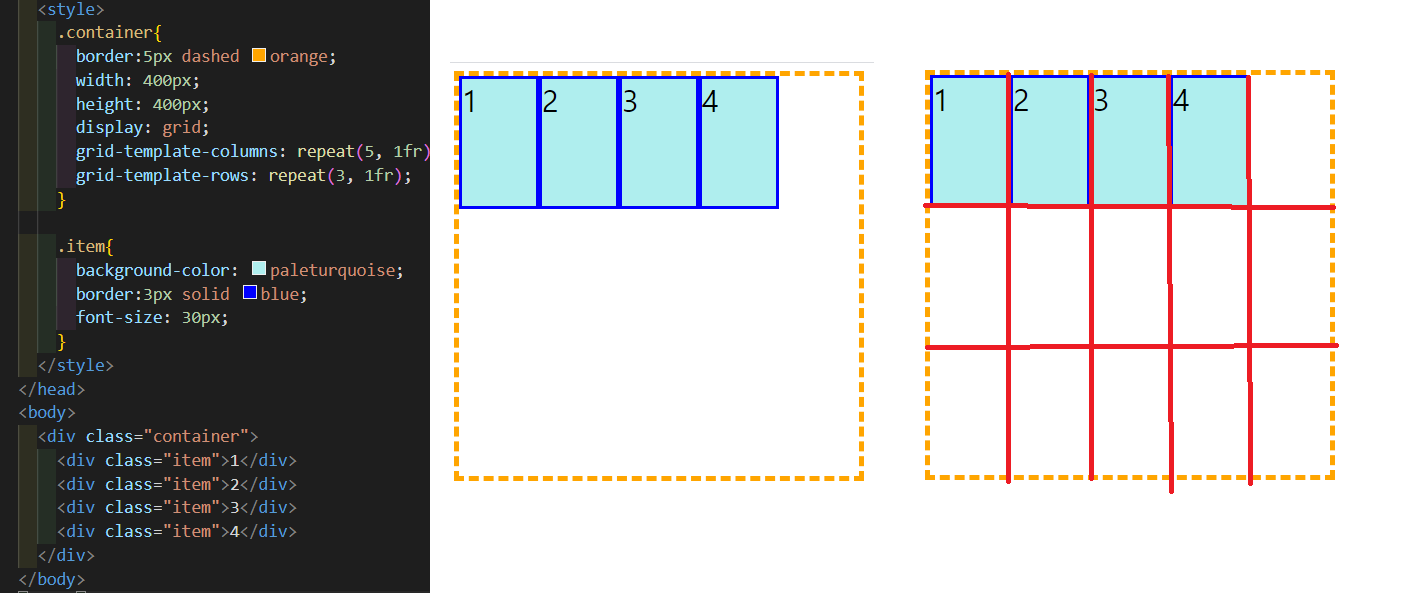 <style>
.container{
border:5px dashed orange;
width: 400px;
height: 400px;
display: grid;
grid-template-columns: repeat(5, 1fr)
grid-template-rows: repeat(3, 1fr);
}
.item{
background-color: paleturquoise;
border:3px solid blue;
font-size: 30px;
}
</style>
</head>
<body>
<div class="container">
<div class="item">1</div>
<div class="item">2</div>
<div class="item">3</div>
<div class="item">4</div>
</div>
</body>
1 2 3 4
1 2 3 4